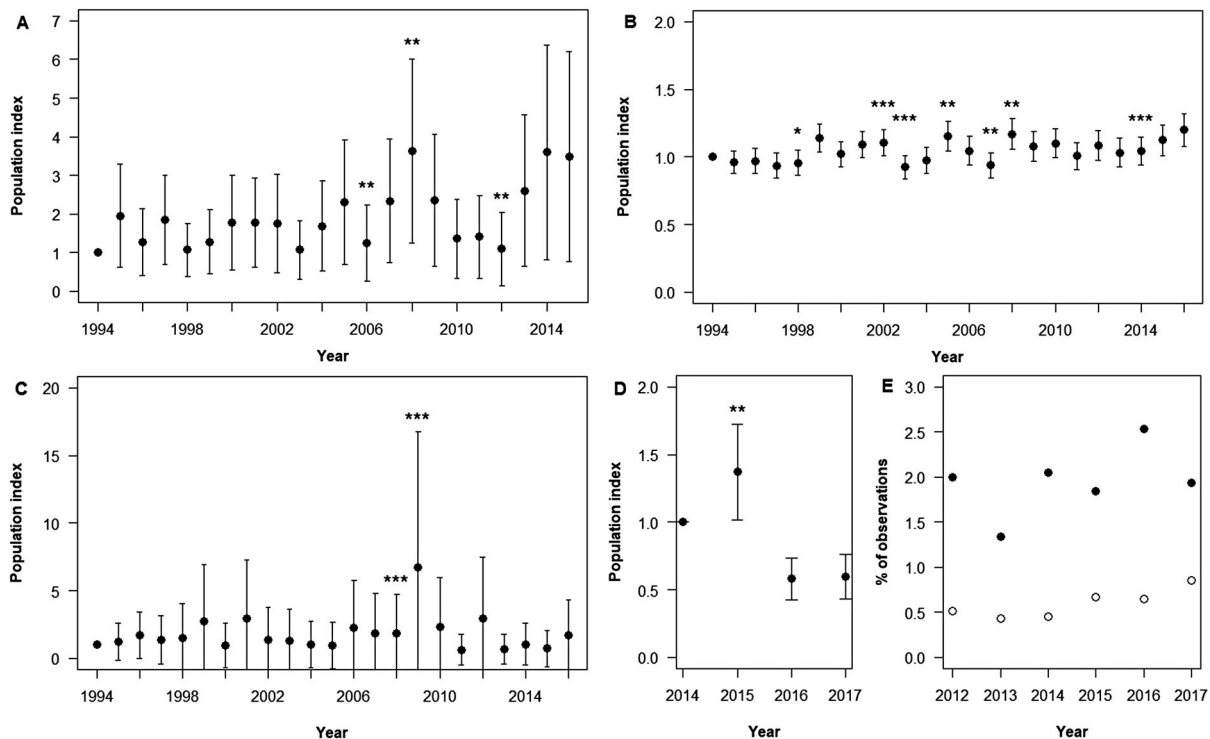 A
7
6
5
4
3
2
1
0
Population index
** ** **
1994 1998 2002 2006 2010 2014
Year
B
2.0
1.5
1.0
0.5
0.0
Population index
* *** *** ** ** ** ***
1994 1998 2002 2006 2010 2014
Year
C
20
15
10
5
0
Population index
*** ***
1994 1998 2002 2006 2010 2014
Year
D
2.0
1.5
1.0
0.5
0.0
Population index
**
2014 2015 2016 2017
Year
E
3.0
2.5
2.0
1.5
1.0
0.5
0.0
% of observations
2012 2013 2014 2015 2016 2017
Year